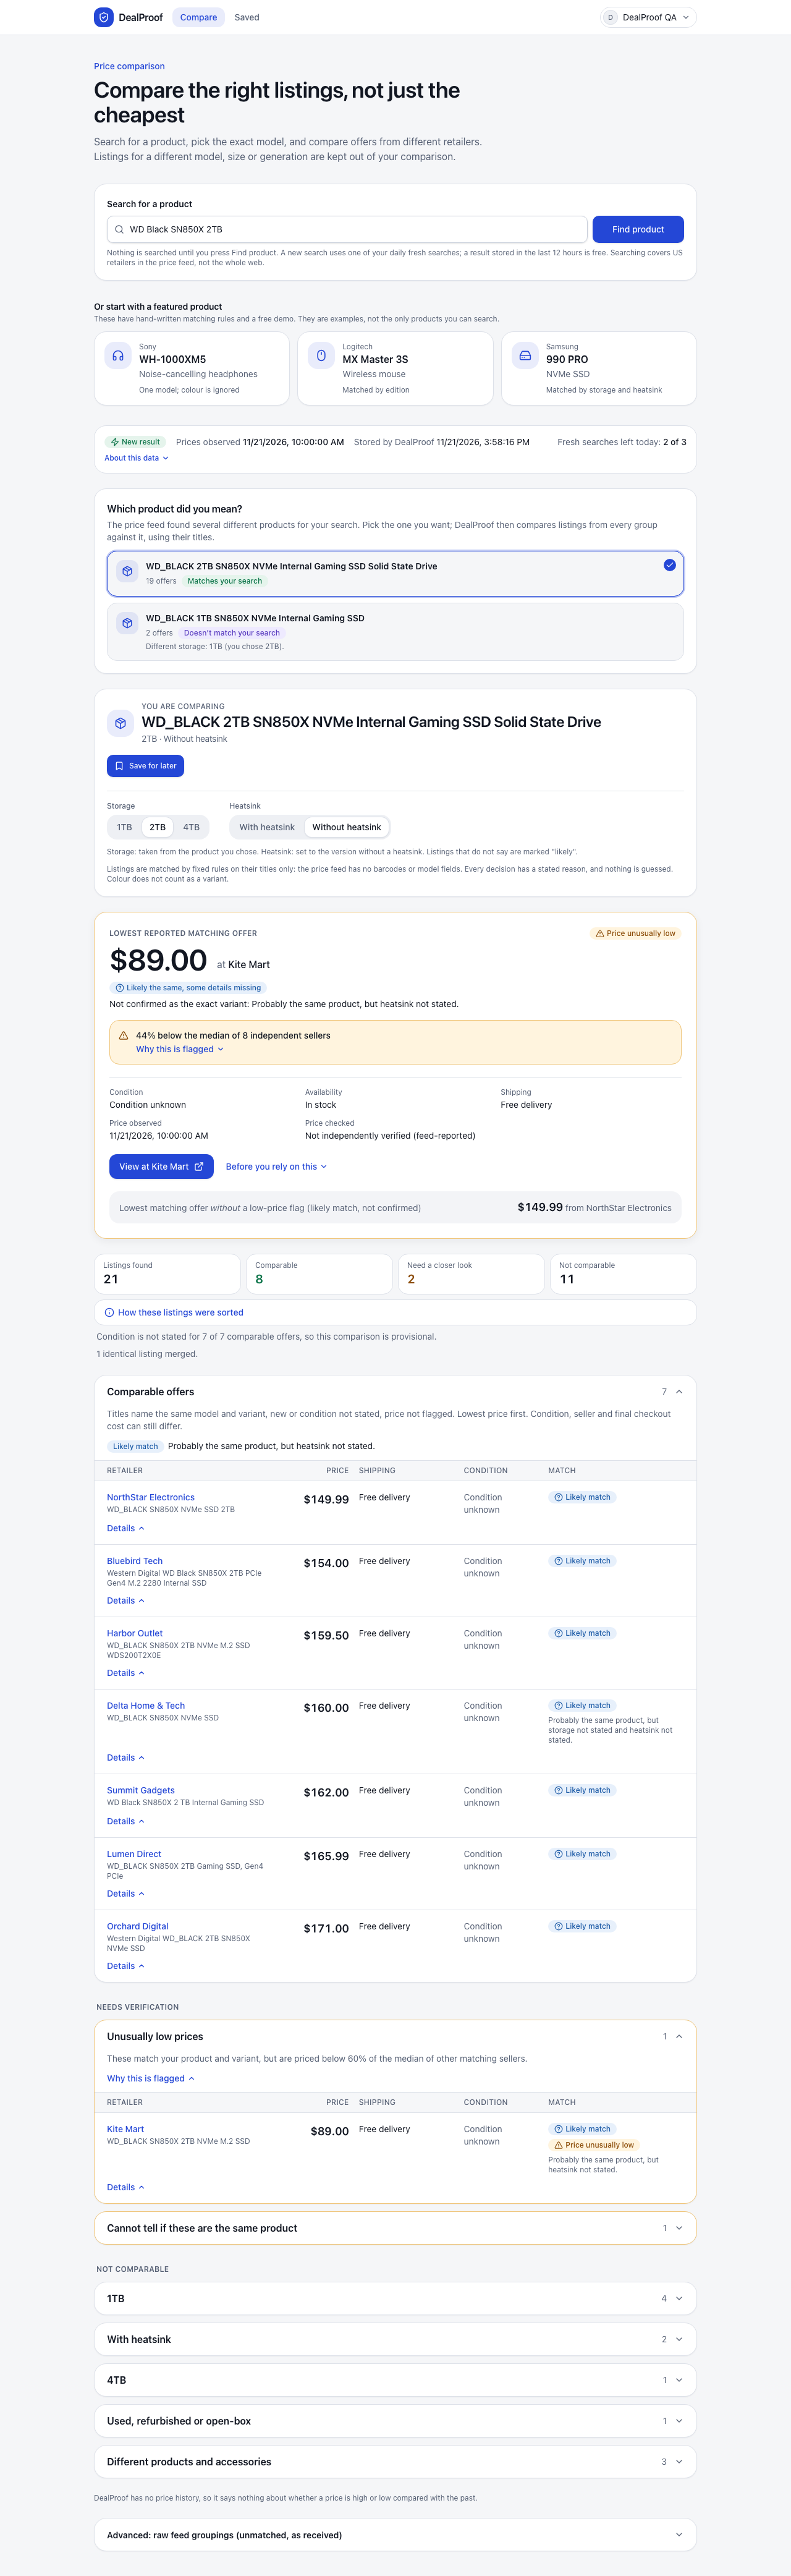 DealProof
Compare
Saved
D
DealProof QA
Price comparison
Compare the right listings, not just the
cheapest
Search for a product, pick the exact model, and compare offers from different retailers.
Listings for a different model, size or generation are kept out of your comparison.
Search for a product
WD Black SN850X 2TB
Find product
Nothing is searched until you press Find product. A new search uses one of your daily fresh searches; a result stored in the last 12 hours is free. Searching covers US
retailers in the price feed, not the whole web.
Or start with a featured product
These have hand-written matching rules and a free demo. They are examples, not the only products you can search.
Sony
WH-1000XM5
Noise-cancelling headphones
One model; colour is ignored
Logitech
MX Master 3S
Wireless mouse
Matched by edition
Samsung
990 PRO
NVMe SSD
Matched by storage and heatsink
New result
Prices observed 11/21/2026, 10:00:00 AM
Stored by DealProof 11/21/2026, 3:58:16 PM
Fresh searches left today: 2 of 3
About this data
Which product did you mean?
The price feed found several different products for your search. Pick the one you want; DealProof then compares listings from every group
against it, using their titles.
WD_BLACK 2TB SN850X NVMe Internal Gaming SSD Solid State Drive
19 offers
Matches your search
WD_BLACK 1TB SN850X NVMe Internal Gaming SSD
2 offers
Doesn't match your search
Different storage: 1TB (you chose 2TB).
YOU ARE COMPARING
WD_BLACK 2TB SN850X NVMe Internal Gaming SSD Solid State Drive
2TB · Without heatsink
Save for later
Storage
Heatsink
1TB
2TB
4TB
With heatsink
Without heatsink
Storage: taken from the product you chose. Heatsink: set to the version without a heatsink. Listings that do not say are marked "likely".
Listings are matched by fixed rules on their titles only: the price feed has no barcodes or model fields. Every decision has a stated reason, and nothing is guessed.
Colour does not count as a variant.
LOWEST REPORTED MATCHING OFFER
Price unusually low
$89.00 at Kite Mart
Likely the same, some details missing
Not confirmed as the exact variant: Probably the same product, but heatsink not stated.
44% below the median of 8 independent sellers
Why this is flagged
Condition
Condition unknown
Availability
In stock
Shipping
Free delivery
Price observed
11/21/2026, 10:00:00 AM
Price checked
Not independently verified (feed-reported)
View at Kite Mart
Before you rely on this
Lowest matching offer without a low-price flag (likely match, not confirmed)
$149.99 from NorthStar Electronics
Listings found
21
Comparable
8
Need a closer look
2
Not comparable
11
How these listings were sorted
Condition is not stated for 7 of 7 comparable offers, so this comparison is provisional.
1 identical listing merged.
Comparable offers
7
Titles name the same model and variant, new or condition not stated, price not flagged. Lowest price first. Condition, seller and final checkout
cost can still differ.
Likely match
Probably the same product, but heatsink not stated.
RETAILER
PRICE
SHIPPING
CONDITION
MATCH
NorthStar Electronics
WD_BLACK SN850X NVMe SSD 2TB
Details
$149.99
Free delivery
Condition
unknown
Likely match
Bluebird Tech
Western Digital WD Black SN850X 2TB PCIe
Gen4 M.2 2280 Internal SSD
Details
$154.00
Free delivery
Condition
unknown
Likely match
Harbor Outlet
WD_BLACK SN850X 2TB NVMe M.2 SSD
WDS200T2X0E
Details
$159.50
Free delivery
Condition
unknown
Likely match
Delta Home & Tech
WD_BLACK SN850X NVMe SSD
Details
$160.00
Free delivery
Condition
unknown
Likely match
Probably the same product, but
storage not stated and heatsink not
stated.
Summit Gadgets
WD Black SN850X 2 TB Internal Gaming SSD
Details
$162.00
Free delivery
Condition
unknown
Likely match
Lumen Direct
WD_BLACK SN850X 2TB Gaming SSD, Gen4
PCIe
Details
$165.99
Free delivery
Condition
unknown
Likely match
Orchard Digital
Western Digital WD_BLACK 2TB SN850X
NVMe SSD
Details
$171.00
Free delivery
Condition
unknown
Likely match
NEEDS VERIFICATION
Unusually low prices
1
These match your product and variant, but are priced below 60% of the median of other matching sellers.
Why this is flagged
RETAILER
PRICE
SHIPPING
CONDITION
MATCH
Kite Mart
WD_BLACK SN850X 2TB NVMe M.2 SSD
Details
$89.00
Free delivery
Condition
unknown
Likely match
Price unusually low
Probably the same product, but
heatsink not stated.
Cannot tell if these are the same product
1
NOT COMPARABLE
1TB
4
With heatsink
2
4TB
1
Used, refurbished or open-box
1
Different products and accessories
3
DealProof has no price history, so it says nothing about whether a price is high or low compared with the past.
Advanced: raw feed groupings (unmatched, as received)